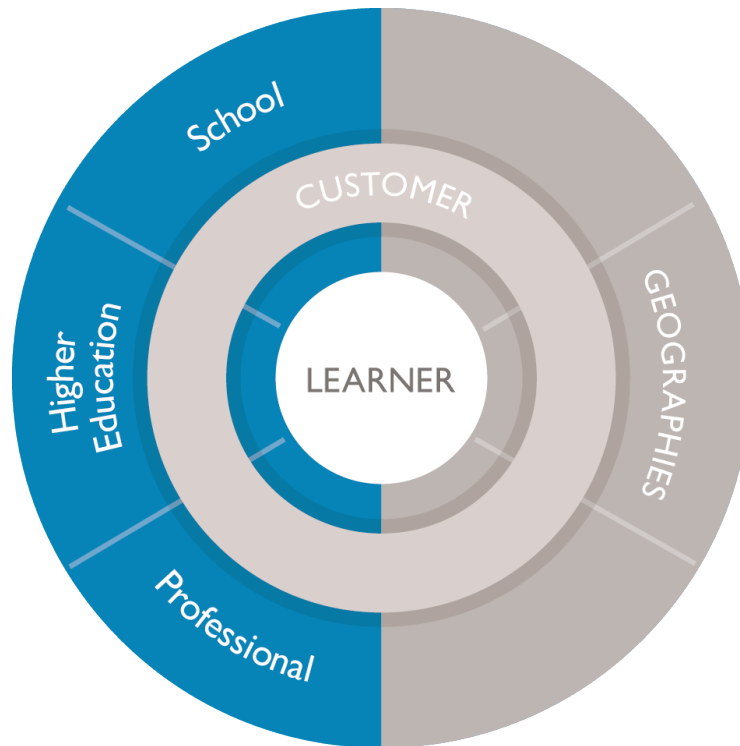 School
CUSTOMER
GEOGRAPHIES
Higher
Education
LEARNER
Professional